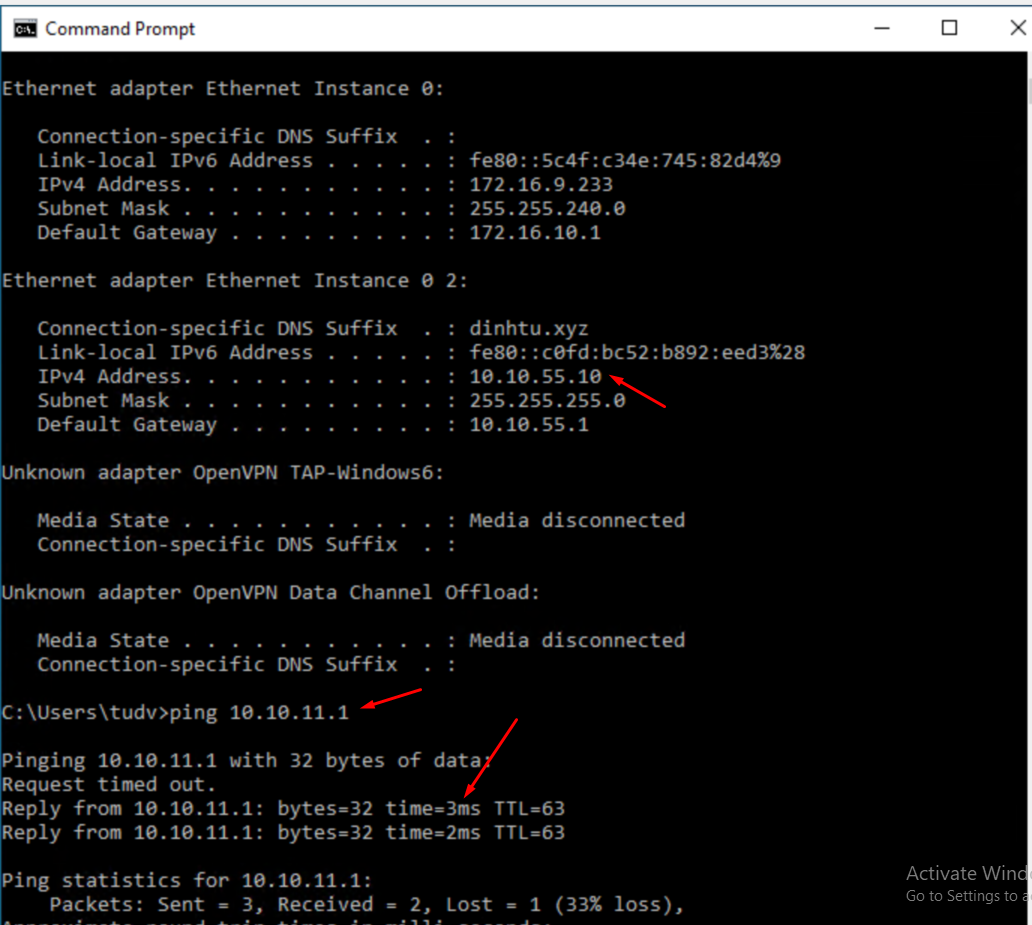 Command Prompt
Ethernet adapter Ethernet Instance 0:
Connection-specific DNS Suffix . :
Link-local IPv6 Address . . . . . : fe80::5c4f:c34e:745:82d4%9
IPv4 Address. . . . . . . . . . . : 172.16.9.233
Subnet Mask . . . . . . . . . . . : 255.255.240.0
Default Gateway . . . . . . . . . : 172.16.10.1
Ethernet adapter Ethernet Instance 0 2:
Connection-specific DNS Suffix . : dinhtu.xyz
Link-local IPv6 Address . . . . . : fe80::c0fd:bc52:b892:eed3%28
IPv4 Address. . . . . . . . . . . : 10.10.55.10
Subnet Mask . . . . . . . . . . . : 255.255.255.0
Default Gateway . . . . . . . . . : 10.10.55.1
Unknown adapter OpenVPN TAP-Windows6:
Media State . . . . . . . . . . . : Media disconnected
Connection-specific DNS Suffix . :
Unknown adapter OpenVPN Data Channel Offload:
Media State . . . . . . . . . . . : Media disconnected
Connection-specific DNS Suffix . :
C:\Users\tudv>ping 10.10.11.1
Pinging 10.10.11.1 with 32 bytes of data:
Request timed out.
Reply from 10.10.11.1: bytes=32 time=3ms TTL=63
Reply from 10.10.11.1: bytes=32 time=2ms TTL=63
Ping statistics for 10.10.11.1:
Packets: Sent = 3, Received = 2, Lost = 1 (33% loss),
Approximate round trip times in milli-seconds:
Activate Wind
Go to Settings to a